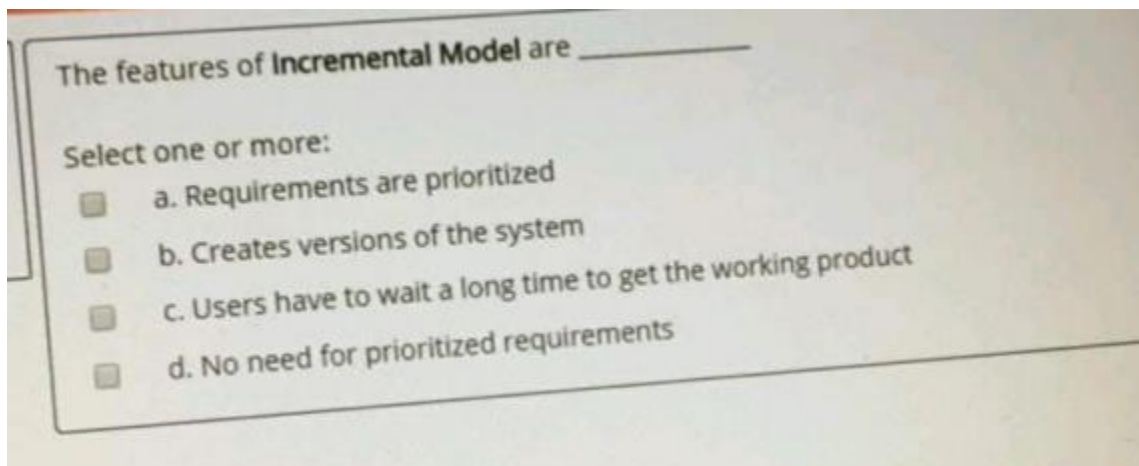 The features of Incremental Model are __________
Select one or more:
a. Requirements are prioritized
b. Creates versions of the system
c. Users have to wait a long time to get the working product
d. No need for prioritized requirements